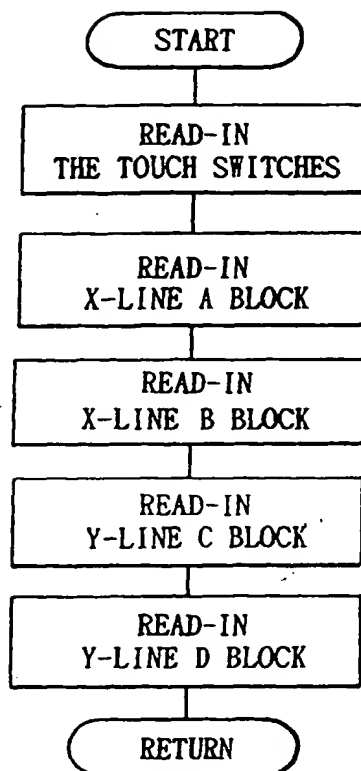 START
READ-IN
THE TOUCH SWITCHES
READ-IN
X-LINE A BLOCK
READ-IN
X-LINE B BLOCK
READ-IN
Y-LINE C BLOCK
READ-IN
Y-LINE D BLOCK
RETURN